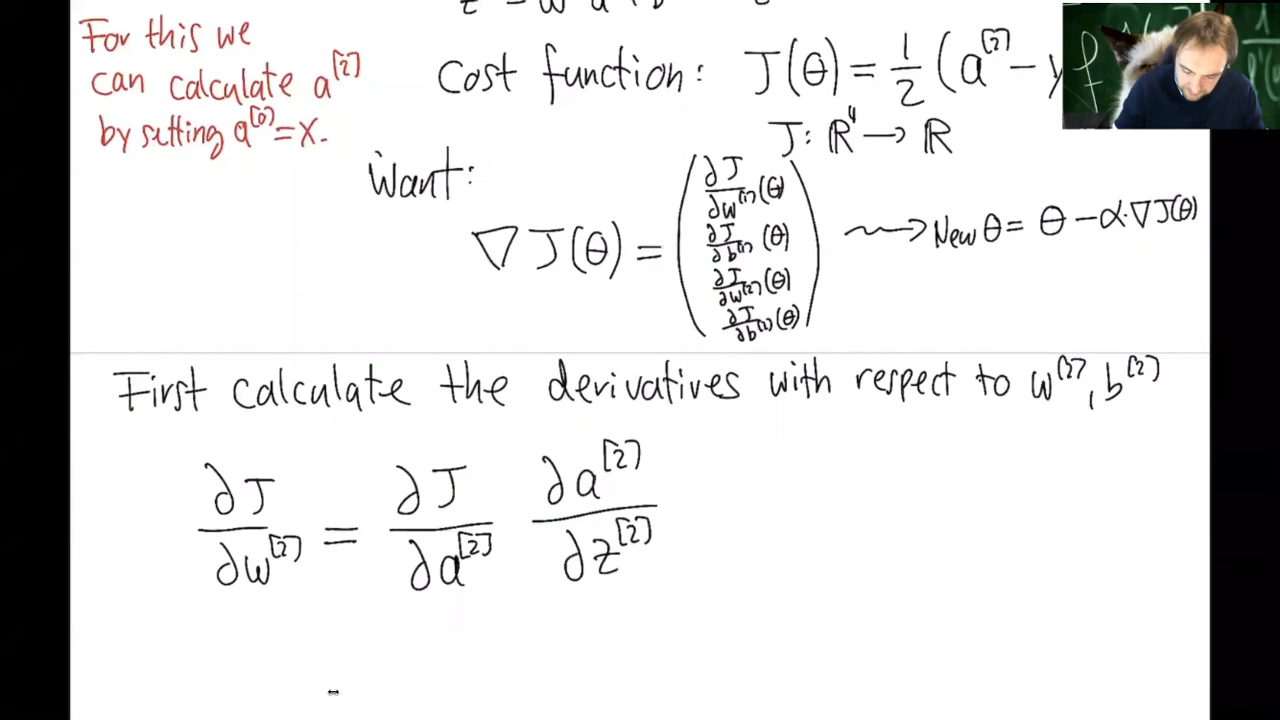 For this we
can calculate a^[2]
by setting a^[0] = x.
Cost function: J(θ) = 1/2 (a^[2] - y
J: ℝ^4 → ℝ
Want:
∇J(θ) = ( ∂J/∂w^[1] (θ)
∂J/∂b^[1] (θ)
∂J/∂w^[2] (θ)
∂J/∂b^[2] (θ) ) ⇝ New θ = θ - α·∇J(θ)
First calculate the derivatives with respect to w^[2], b^[2]
∂J/∂w^[2] = ∂J/∂a^[2] ∂a^[2]/∂z^[2]